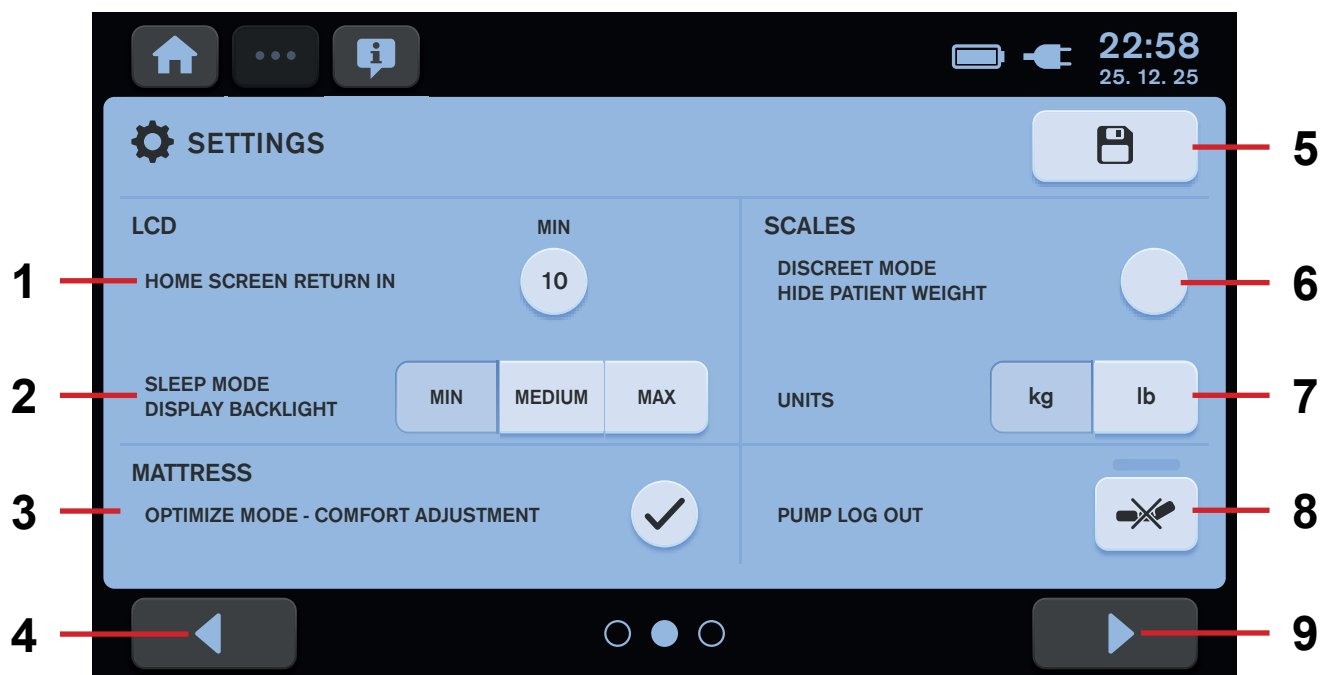 22:58
25. 12. 25
SETTINGS
5
LCD
MIN
SCALES
1
HOME SCREEN RETURN IN
10
DISCREET MODE
HIDE PATIENT WEIGHT
6
2
SLEEP MODE
DISPLAY BACKLIGHT
MIN
MEDIUM
MAX
UNITS
kg
lb
7
MATTRESS
3
OPTIMIZE MODE - COMFORT ADJUSTMENT
PUMP LOG OUT
8
4
9